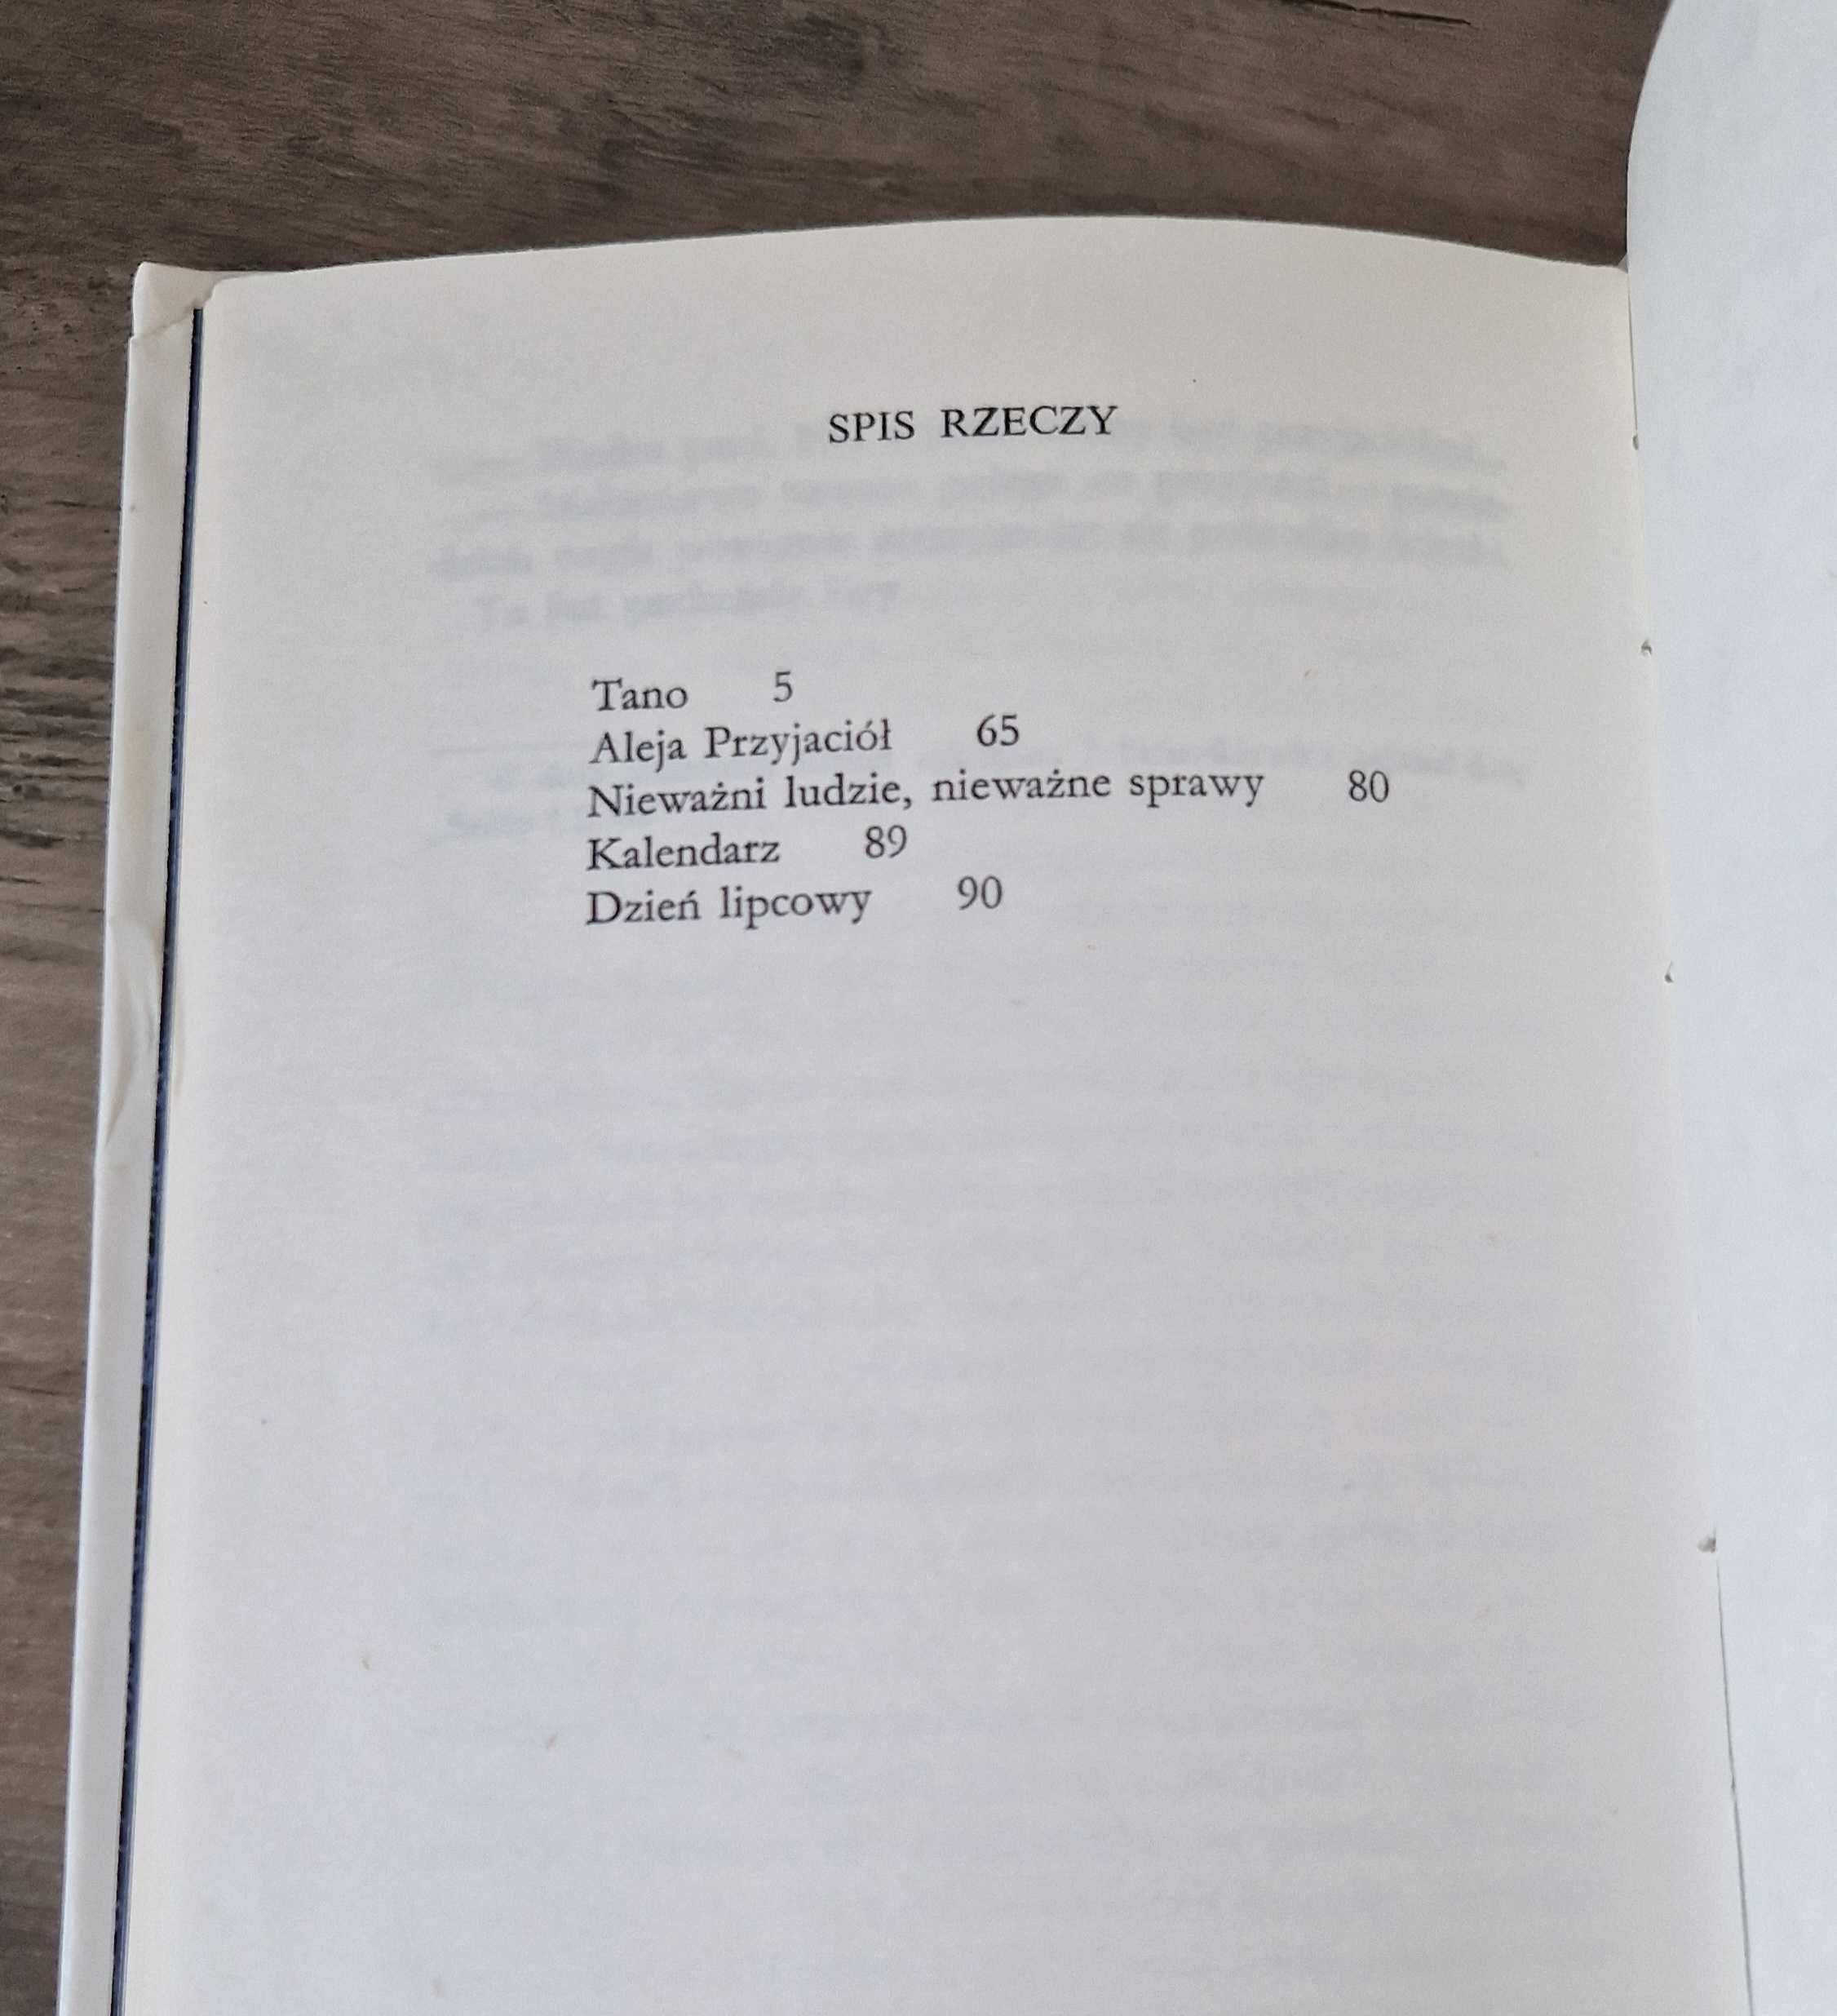 SPIS RZECZY
Tano 5
Aleja Przyjaciół 65
Nieważni ludzie, nieważne sprawy 80
Kalendarz 89
Dzień lipcowy 90